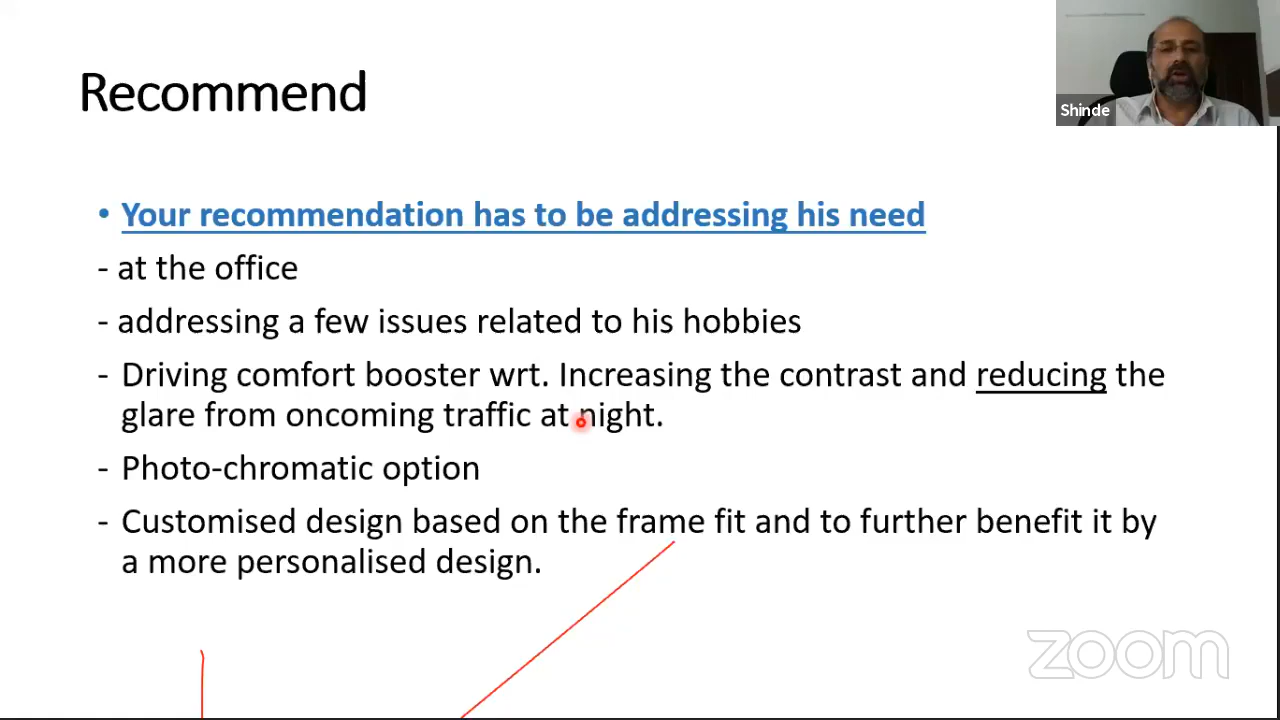 Recommend
Shinde
• Your recommendation has to be addressing his need
- at the office
- addressing a few issues related to his hobbies
- Driving comfort booster wrt. Increasing the contrast and reducing the
glare from oncoming traffic at night.
- Photo-chromatic option
- Customised design based on the frame fit and to further benefit it by
a more personalised design.
zoom